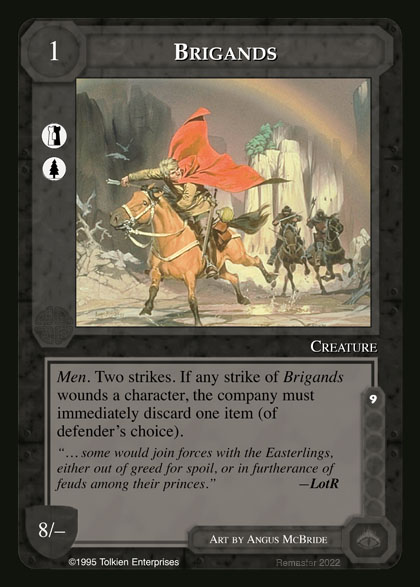 1
BRIGANDS
CREATURE
Men. Two strikes. If any strike of Brigands
wounds a character, the company must
immediately discard one item (of
defender’s choice).
9
“… some would join forces with the Easterlings,
either out of greed for spoil, or in furtherance of
feuds among their princes.” —LotR
8/–
ART BY ANGUS MCBRIDE
©1995 Tolkien Enterprises
Remaster 2022